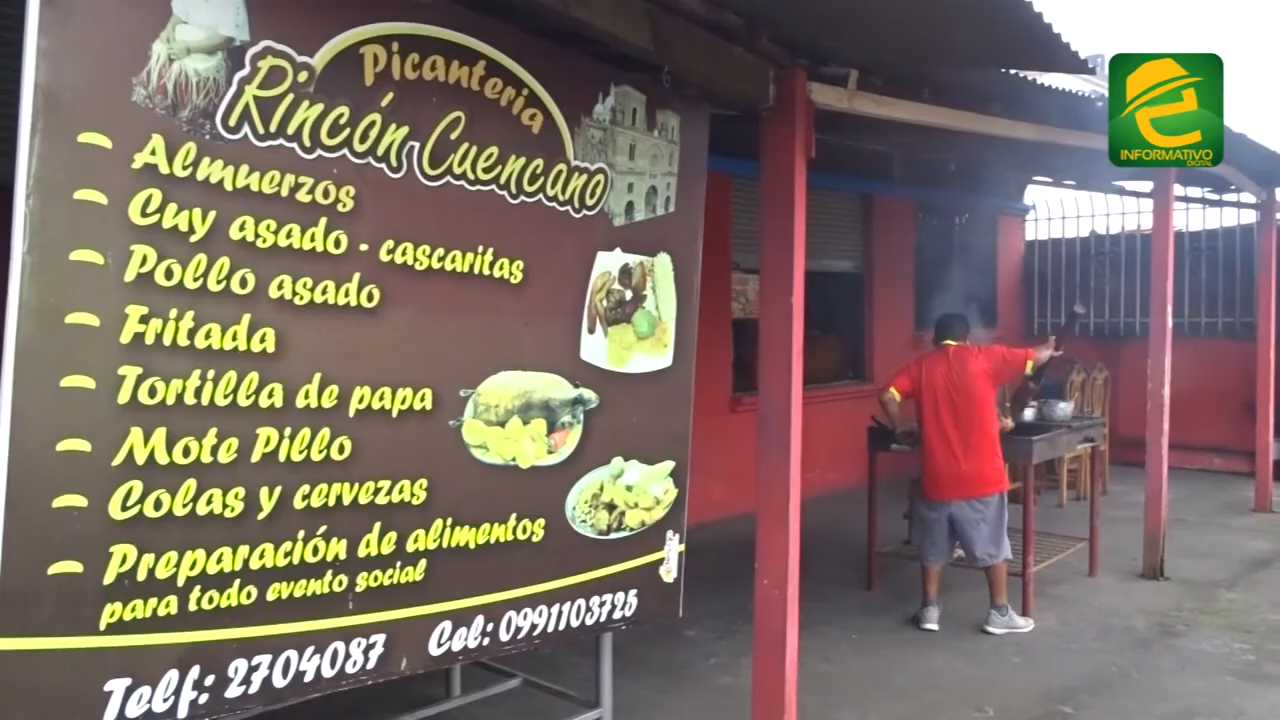 Picanteria
Rincón Cuencano
- Almuerzos
- Cuy asado - cascaritas
- Pollo asado
- Fritada
- Tortilla de papa
- Mote Pillo
- Colas y cervezas
- Preparación de alimentos
para todo evento social
Telf: 2704087 Cel: 0991103725
INFORMATIVO
DIGITAL